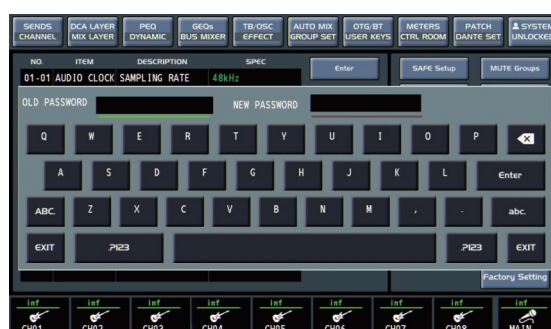 SENDS CHANNEL
DCA LAYER MIX LAYER
PEQ DYNAMIC
GEQs BUS MIXER
TB/OSC EFFECT
AUTO MIX GROUP SET
OTG/BT USER KEYS
METERS CTRL ROOM
PATCH DANTE SET
SYSTEM UNLOCKED
NO. ITEM DESCRIPTION SPEC
Enter
SAFE Setup
MUTE Groups
01-01 AUDIO CLOCK SAMPLING RATE 48kHz
OLD PASSWORD NEW PASSWORD
Q W E R T Y U I O P
A S D F G H J K L Enter
ABC. Z X C V B N M , . abc.
EXIT .?123 .?123 EXIT
Factory Setting
inf inf inf inf inf inf inf inf inf
CH01 CH02 CH03 CH04 CH05 CH06 CH07 CH08 MAIN